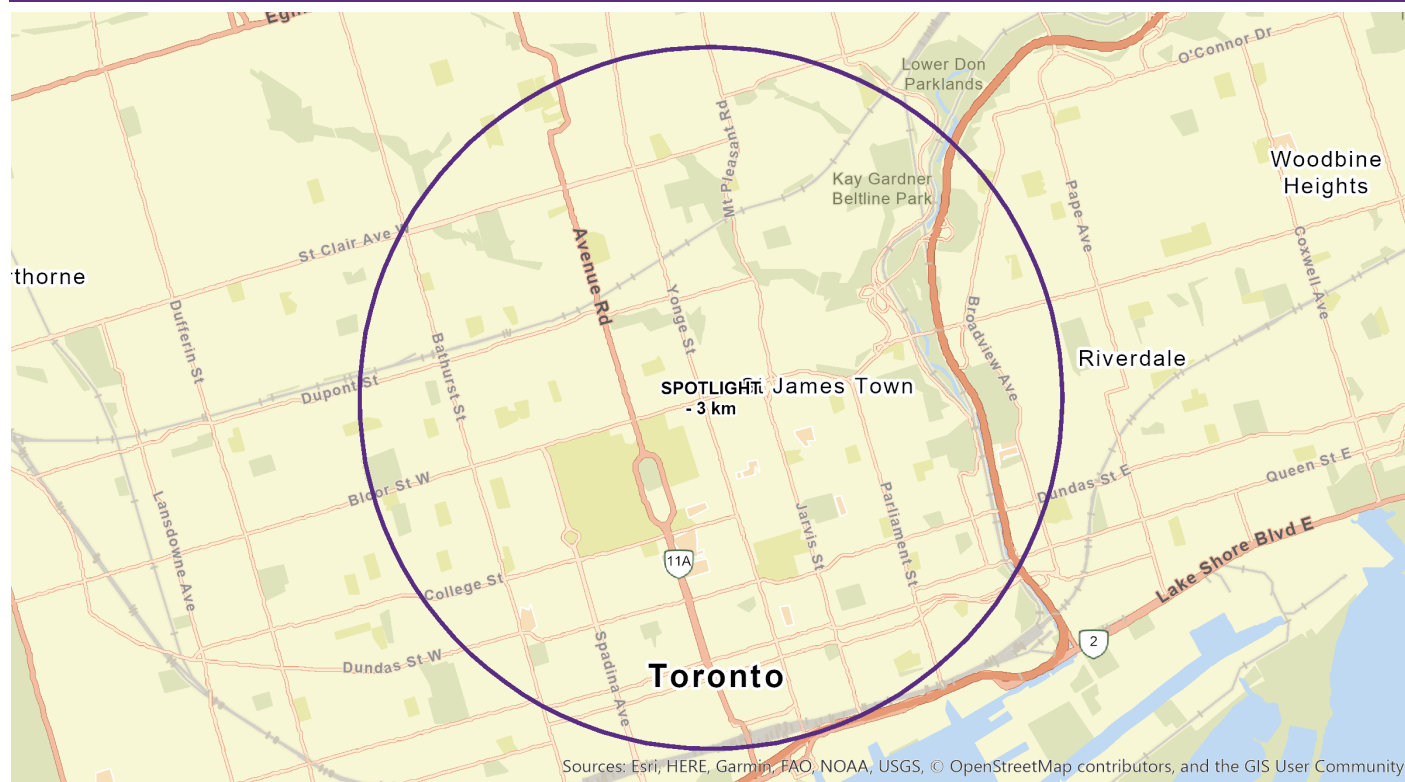 Lower Don
Parklands
O'Connor Dr
Mt Pleasant Rd
Woodbine
Heights
Kay Gardner
Beltline Park
Pape Ave
St Clair Ave W
Avenue Rd
Coxwell Ave
thorne
Dufferin St
Yonge St
Broadview Ave
Bathurst St
Riverdale
Dupont St
SPOTLIGHT
- 3 km
St. James Town
Bloor St W
Dundas St E
Queen St E
Lansdowne Ave
Jarvis St
Parliament St
Lake Shore Blvd E
11A
College St
2
Dundas St W
Spadina Ave
Toronto
Sources: Esri, HERE, Garmin, FAO, NOAA, USGS, © OpenStreetMap contributors, and the GIS User Community